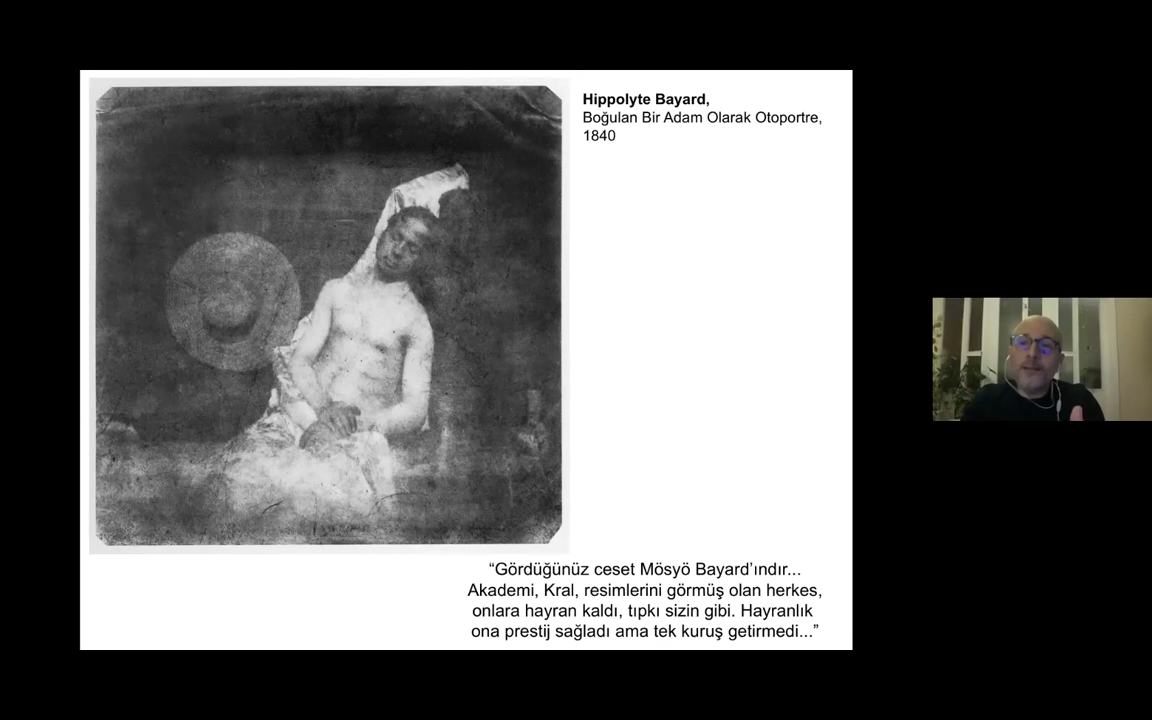 Hippolyte Bayard,
Boğulan Bir Adam Olarak Otoportre,
1840
“Gördüğünüz ceset Mösyö Bayard’ındır...
Akademi, Kral, resimlerini görmüş olan herkes,
onlara hayran kaldı, tıpkı sizin gibi. Hayranlık
ona prestij sağladı ama tek kuruş getirmedi...”